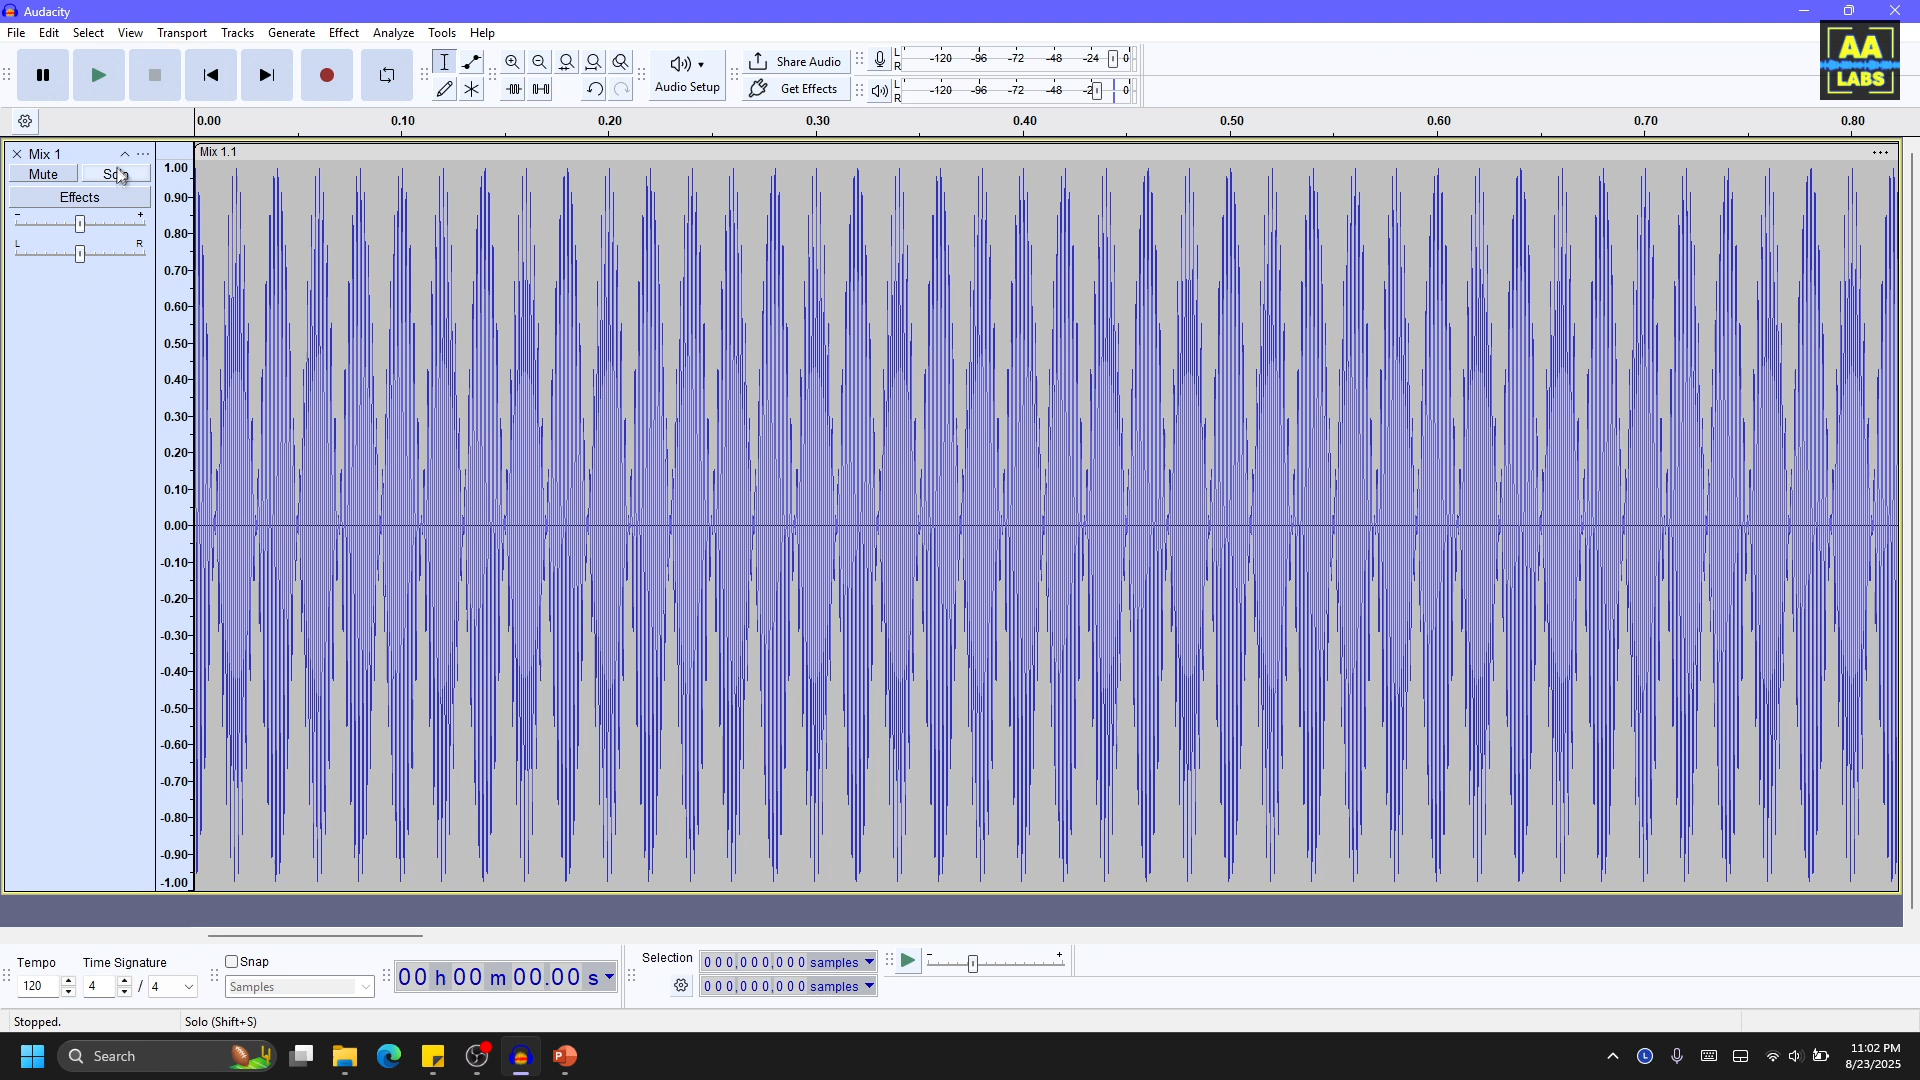 Audacity
File Edit Select View Transport Tracks Generate Effect Analyze Tools Help
Audio Setup
Share Audio
Get Effects
L
R
-120 -96 -72 -48 -24 0
L
R
-120 -96 -72 -48 0
AA
LABS
0.00 0.10 0.20 0.30 0.40 0.50 0.60 0.70 0.80
Mix 1
Mix 1.1
Mute
Effects
- +
L R
1.00
0.90
0.80
0.70
0.60
0.50
0.40
0.30
0.20
0.10
0.00
-0.10
-0.20
-0.30
-0.40
-0.50
-0.60
-0.70
-0.80
-0.90
-1.00
Tempo
120
Time Signature
4 / 4
Snap
Samples
00 h 00 m 00.00 s
Selection
000,000,000 samples
000,000,000 samples
- +
Stopped.
Solo (Shift+S)
Search
L
P
11:02 PM
8/23/2025